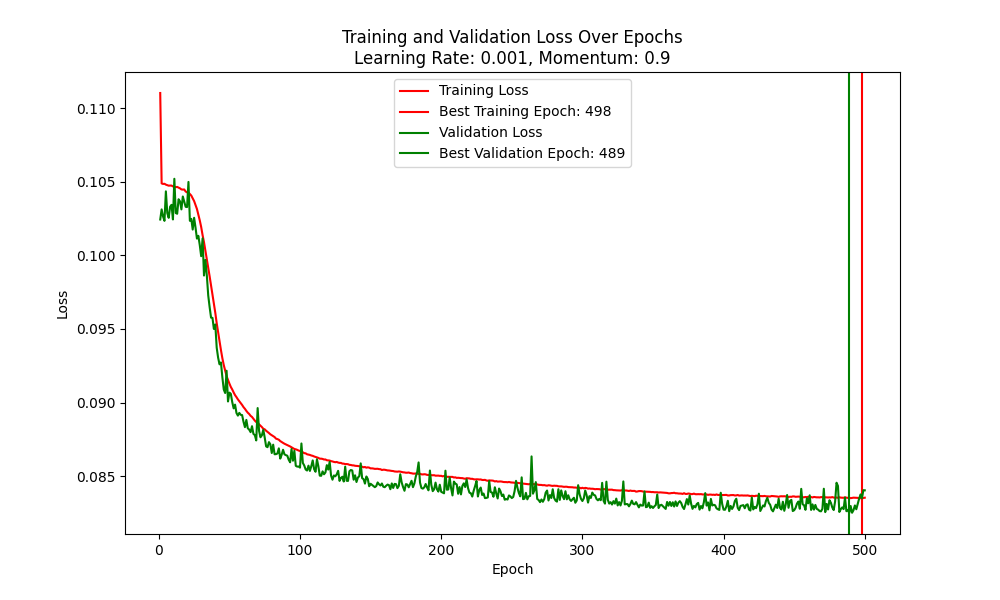 Training and Validation Loss Over Epochs
Learning Rate: 0.001, Momentum: 0.9
Training Loss
Best Training Epoch: 498
Validation Loss
Best Validation Epoch: 489
0.110
0.105
0.100
0.095
0.090
0.085
Loss
0 100 200 300 400 500
Epoch